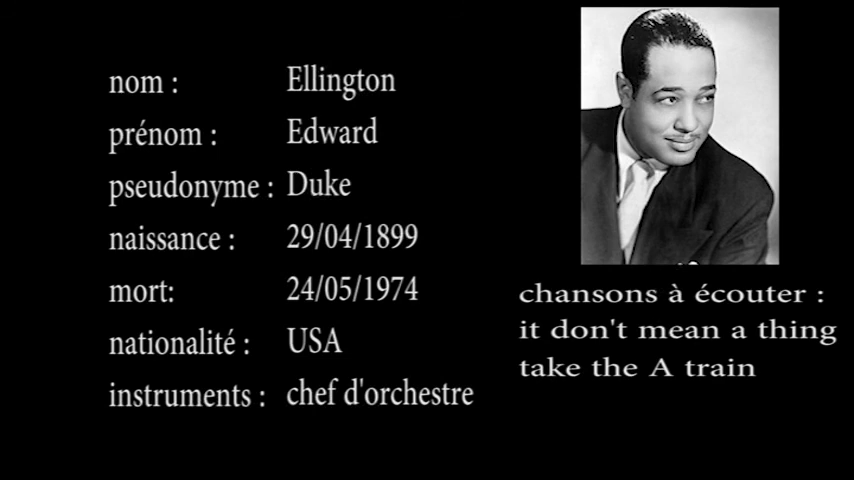 nom : Ellington
prénom : Edward
pseudonyme : Duke
naissance : 29/04/1899
mort: 24/05/1974
nationalité : USA
instruments : chef d'orchestre
chansons à écouter :
it don't mean a thing
take the A train